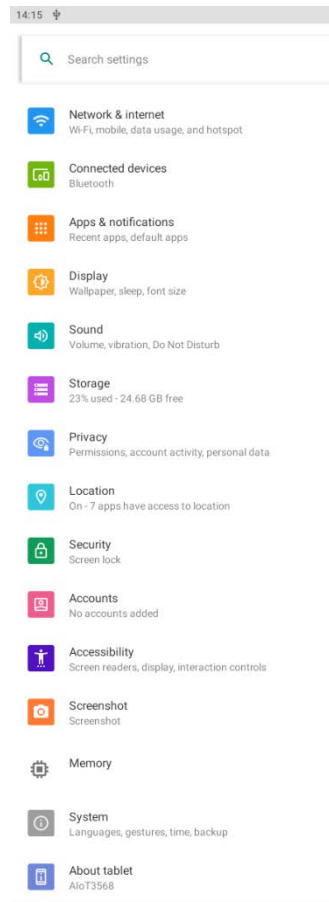 14:15
Search settings
Network & internet
Wi-Fi, mobile, data usage, and hotspot
Connected devices
Bluetooth
Apps & notifications
Recent apps, default apps
Display
Wallpaper, sleep, font size
Sound
Volume, vibration, Do Not Disturb
Storage
23% used - 24.68 GB free
Privacy
Permissions, account activity, personal data
Location
On - 7 apps have access to location
Security
Screen lock
Accounts
No accounts added
Accessibility
Screen readers, display, interaction controls
Screenshot
Screenshot
Memory
System
Languages, gestures, time, backup
About tablet
AIoT3568